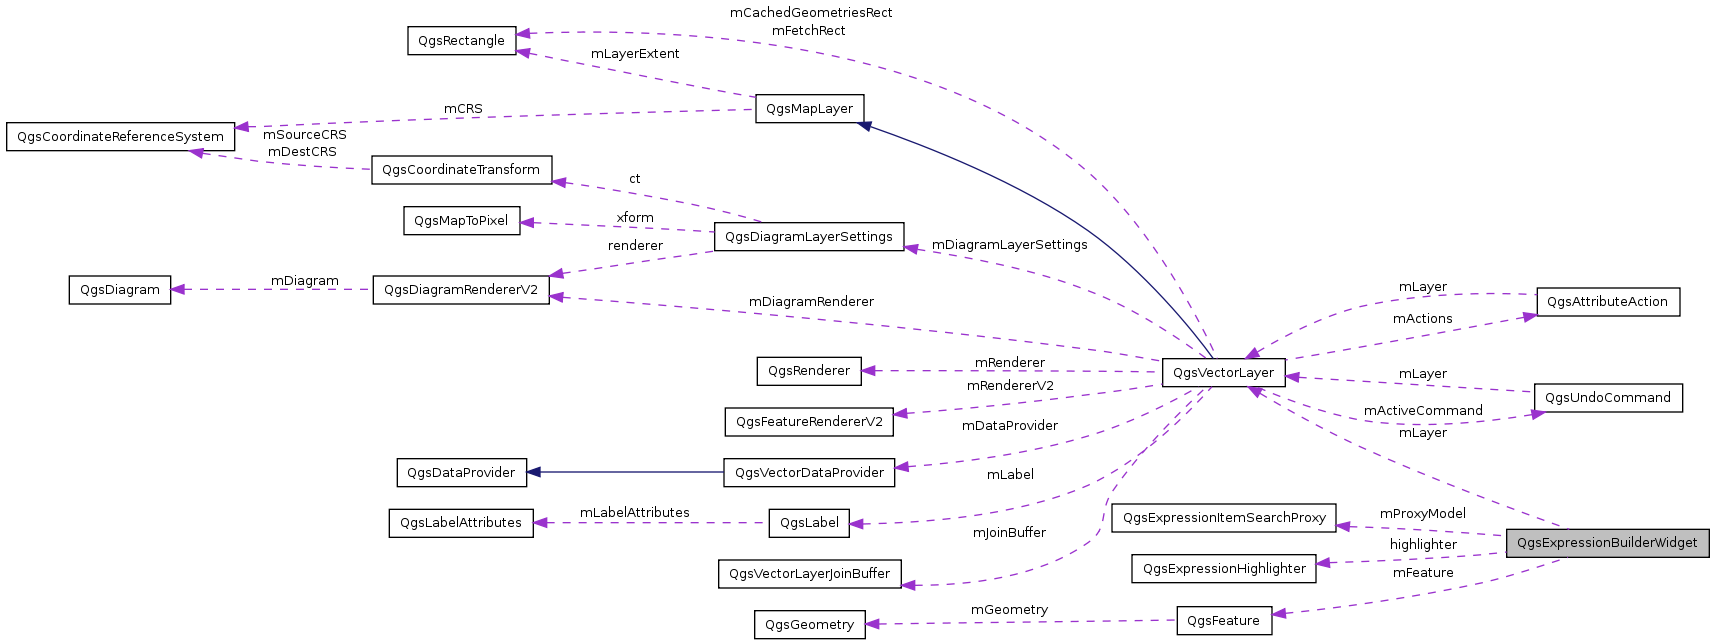 mCachedGeometriesRect
mFetchRect
QgsRectangle
mLayerExtent
QgsMapLayer
mCRS
QgsCoordinateReferenceSystem
mSourceCRS
mDestCRS
QgsCoordinateTransform
ct
QgsMapToPixel
xform
QgsDiagramLayerSettings
mDiagramLayerSettings
renderer
QgsDiagram
mDiagram
QgsDiagramRendererV2
mDiagramRenderer
mLayer
QgsAttributeAction
mActions
QgsRenderer
mRenderer
QgsVectorLayer
mLayer
mRendererV2
QgsUndoCommand
mActiveCommand
QgsFeatureRendererV2
mDataProvider
mLayer
QgsDataProvider
QgsVectorDataProvider
mLabel
QgsLabelAttributes
mLabelAttributes
QgsLabel
QgsExpressionItemSearchProxy
mProxyModel
mJoinBuffer
highlighter
QgsExpressionBuilderWidget
QgsVectorLayerJoinBuffer
QgsExpressionHighlighter
mFeature
QgsGeometry
mGeometry
QgsFeature